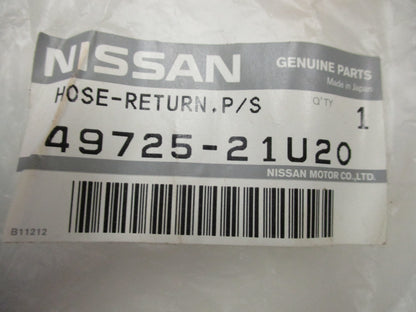 NISSAN
GENUINE PARTS
Made in Japan
HOSE-RETURN,P/S
Q'TY 1
49725-21U20
NISSAN MOTOR CO.,LTD.
B11212